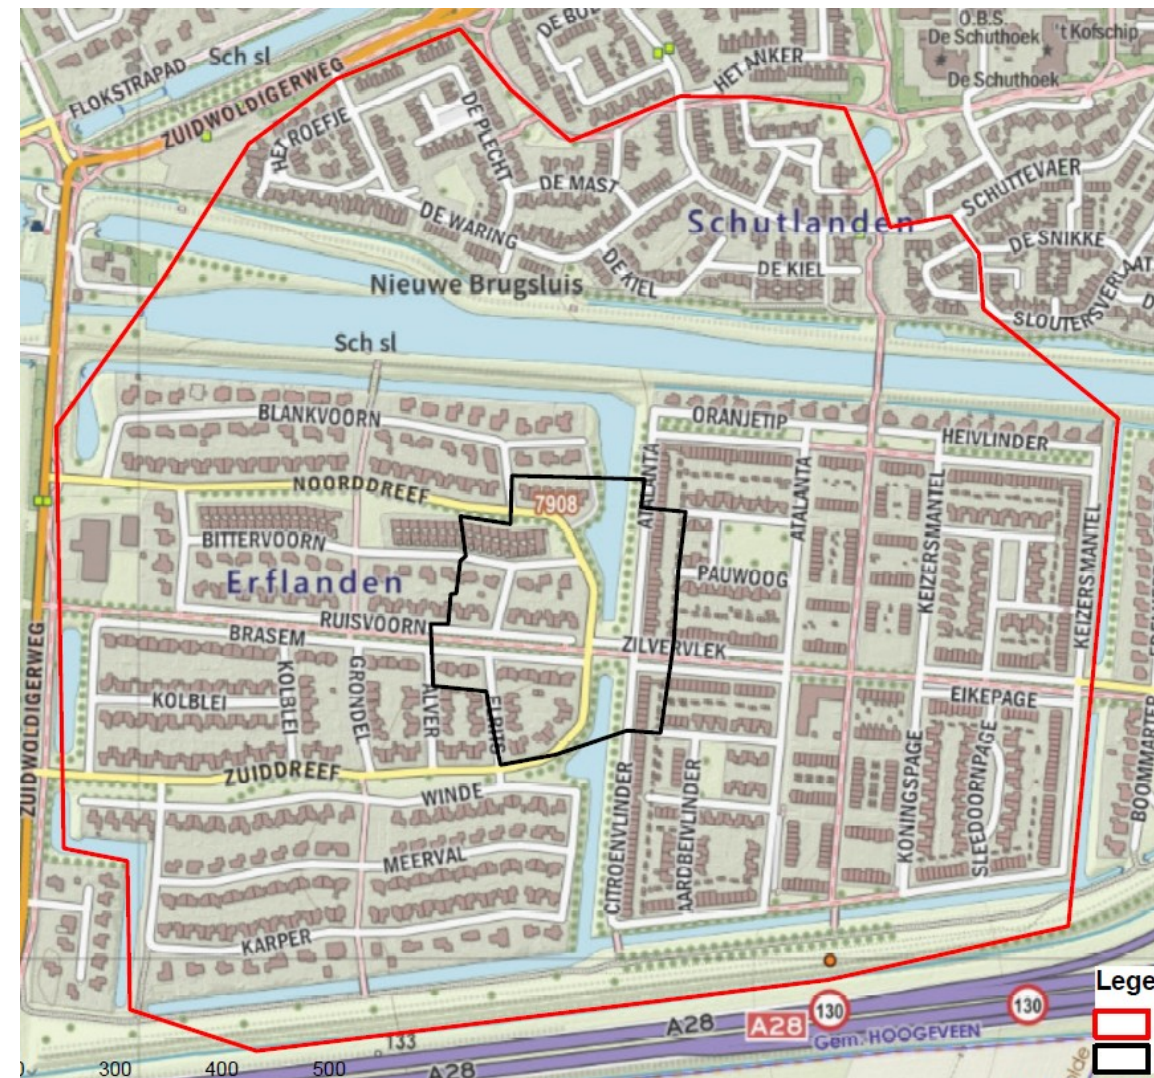 O.B.S.
De Schuthoek
't Kofschip
De Schuthoek
Sch sl
FLOKSTRAPAD
ZUIDWOLDIGERWEG
HET ANKER
HET ROEFJE
DE PLECHT
DE MAST
DE WARING
DE KIEL
DE KIEL
Schutlanden
SCHUTTEVAER
DE SNIKKE
SLOUTERSVERLAAT
Nieuwe Brugsluis
Sch sl
BLANKVOORN
ORANJETIP
HEIVLINDER
ATALANTA
ATALANTA
NOORDDREEF
7908
BITTERVOORN
KEIZERSMANTEL
KEIZERSMANTEL
Erflanden
PAUWOOG
RUISVOORN
BRASEM
ZILVERVLEK
ZUIDWOLDIGERWEG
KOLBLEI
KOLBLEI
GRONDEL
ALVER
EIKEPAGE
ZUIDDREEF
WINDE
KONINGSPAGE
SLEEDOORNPAGE
BOOMMARTER
CITROENVLINDER
AARDBEIVLINDER
MEERVAL
KARPER
Lege
130
130
A28
A28
Gem. HOOGEVEEN
133
A28
300
400
500